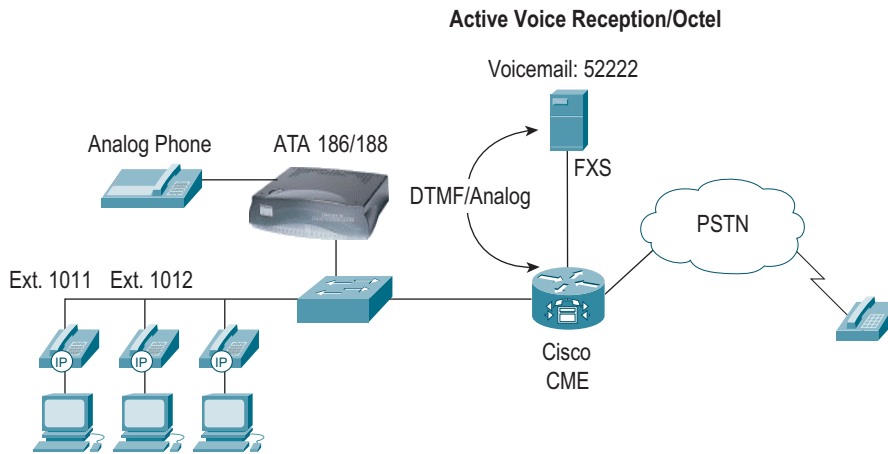 Active Voice Reception/Octel
Voicemail: 52222
Analog Phone
ATA 186/188
FXS
DTMF/Analog
PSTN
Ext. 1011
Ext. 1012
IP
IP
IP
Cisco
CME